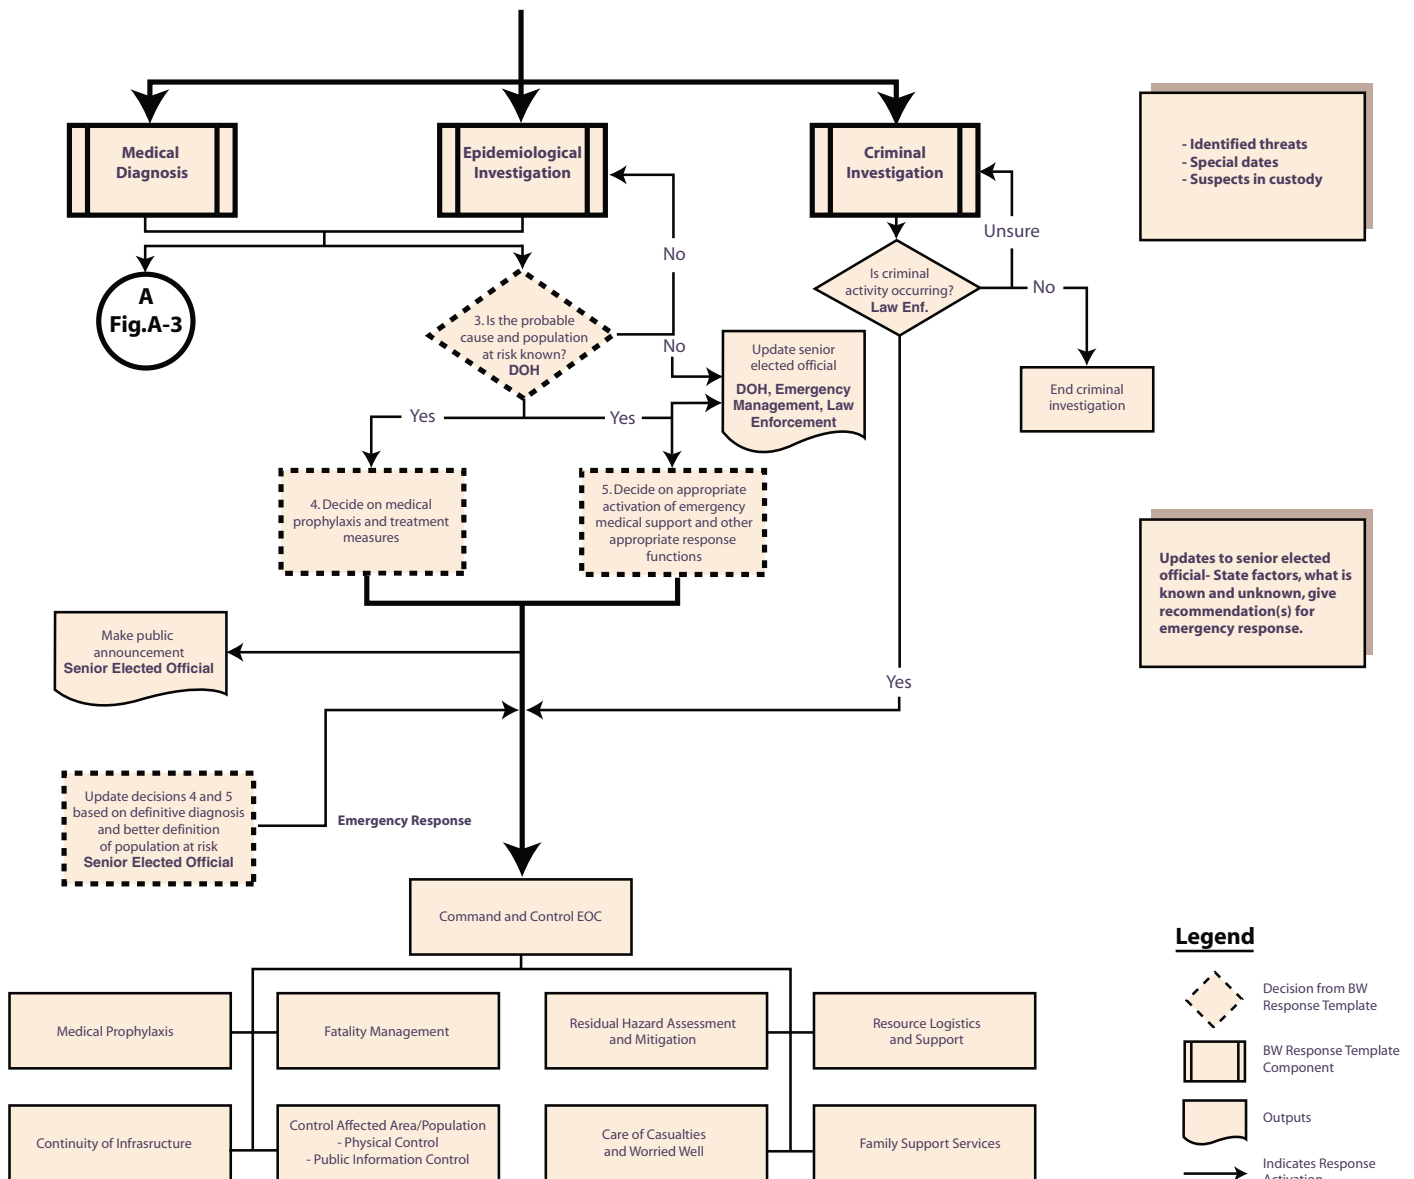 Medical
Diagnosis
Epidemiological
Investigation
Criminal
Investigation
- Identified threats
- Special dates
- Suspects in custody
Unsure
No
Is criminal
activity occurring?
Law Enf.
No
A
Fig.A-3
3. Is the probable
cause and population
at risk known?
DOH
No
Update senior
elected official
DOH, Emergency
Management, Law
Enforcement
End criminal
investigation
Yes
Yes
4. Decide on medical
prophylaxis and treatment
measures
5. Decide on appropriate
activation of emergency
medical support and other
appropriate response
functions
Updates to senior elected
official- State factors, what is
known and unknown, give
recommendation(s) for
emergency response.
Make public
announcement
Senior Elected Official
Yes
Update decisions 4 and 5
based on definitive diagnosis
and better definition
of population at risk
Senior Elected Official
Emergency Response
Command and Control EOC
Medical Prophylaxis
Fatality Management
Residual Hazard Assessment
and Mitigation
Resource Logistics
and Support
Continuity of Infrasructure
Control Affected Area/Population
- Physical Control
- Public Information Control
Care of Casualties
and Worried Well
Family Support Services
Legend
Decision from BW
Response Template
BW Response Template
Component
Outputs
Indicates Response
Activation